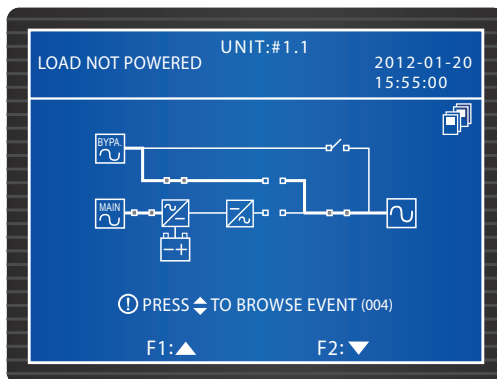 UNIT:#1.1
LOAD NOT POWERED
2012-01-20
15:55:00
BYPA.
MAIN
! PRESS TO BROWSE EVENT (004)
F1: F2: